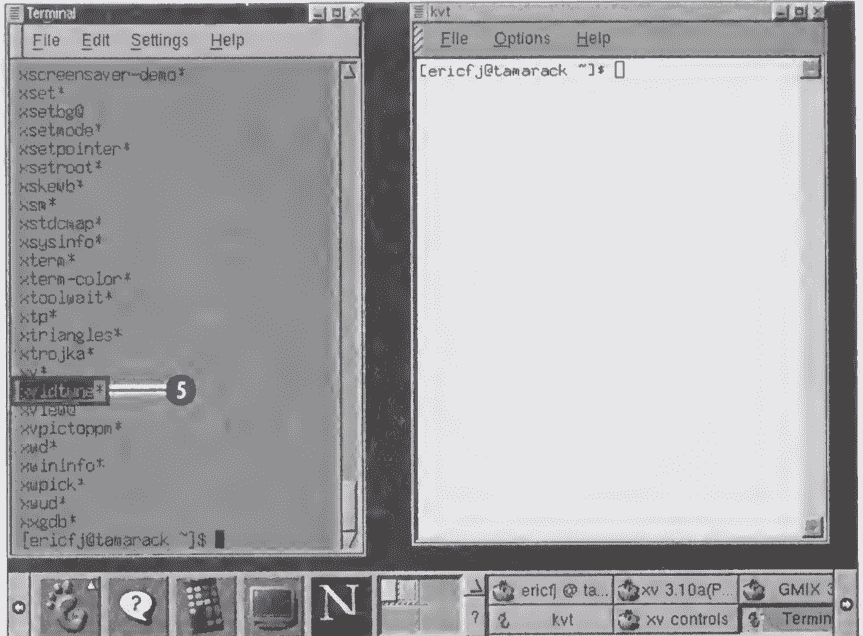 Terminal
File Edit Settings Help
xscreensaver-demo*
xset*
xsetbg@
xsetmode*
xsetpointer*
xsetroot*
xskewb*
xsm*
xstdcmap*
xsysinfo*
xterm*
xterm-color*
xtoolwait*
xtp*
xtriangles*
xtrojka*
xv*
xvidtune*
5
xview@
xvpictoppm*
xwd*
xwininfo*
xwpick*
xwud*
xxgdb*
[ericfj@tamarack ~]$
kvt
File Options Help
[ericfj@tamarack ~]$
?
N
?
ericfj @ ta...
xv 3.10a(P...
GMIX 3
kvt
xv controls
Termin